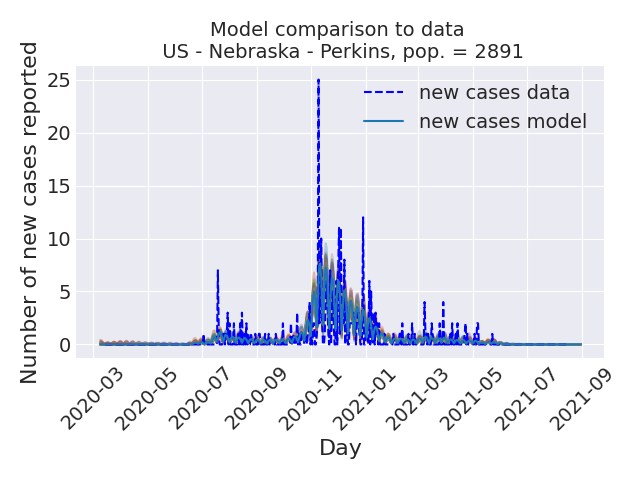 Model comparison to data
US - Nebraska - Perkins, pop. = 2891
Number of new cases reported
25
20
15
10
5
0
new cases data
new cases model
2020-03
2020-05
2020-07
2020-09
2020-11
2021-01
2021-03
2021-05
2021-07
2021-09
Day